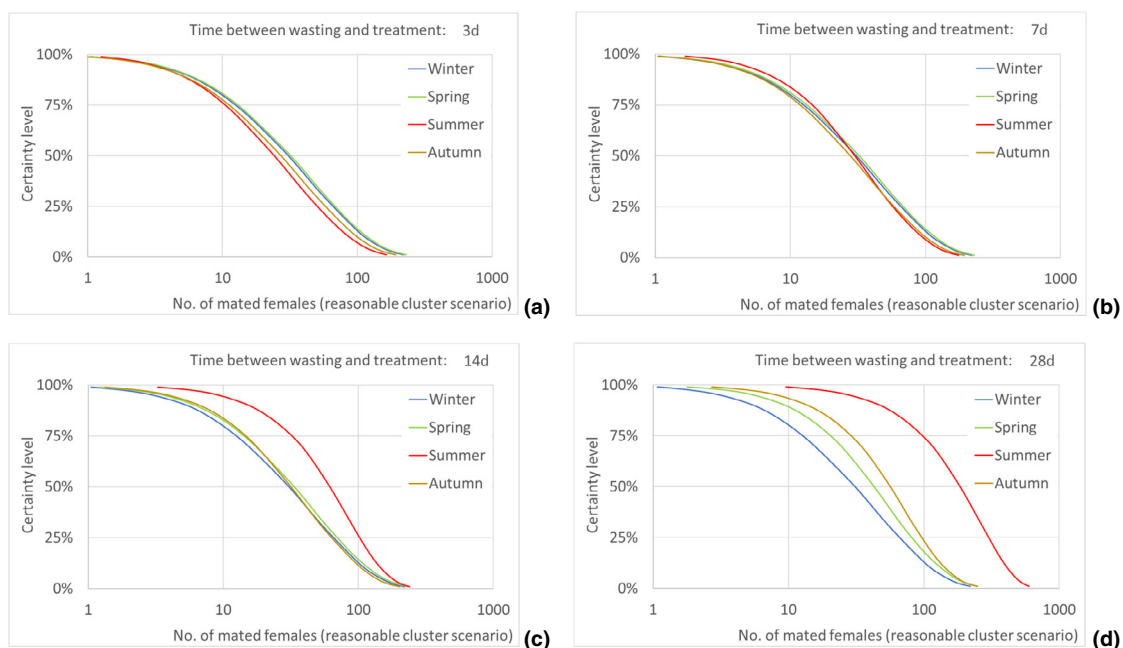 Time between wasting and treatment: 3d
100%
75%
50%
25%
0%
Certainty level
Winter
Spring
Summer
Autumn
1 10 100 1000
No. of mated females (reasonable cluster scenario)
(a)
Time between wasting and treatment: 7d
100%
75%
50%
25%
0%
Certainty level
Winter
Spring
Summer
Autumn
1 10 100 1000
No. of mated females (reasonable cluster scenario)
(b)
Time between wasting and treatment: 14d
100%
75%
50%
25%
0%
Certainty level
Winter
Spring
Summer
Autumn
1 10 100 1000
No. of mated females (reasonable cluster scenario)
(c)
Time between wasting and treatment: 28d
100%
75%
50%
25%
0%
Certainty level
Winter
Spring
Summer
Autumn
1 10 100 1000
No. of mated females (reasonable cluster scenario)
(d)